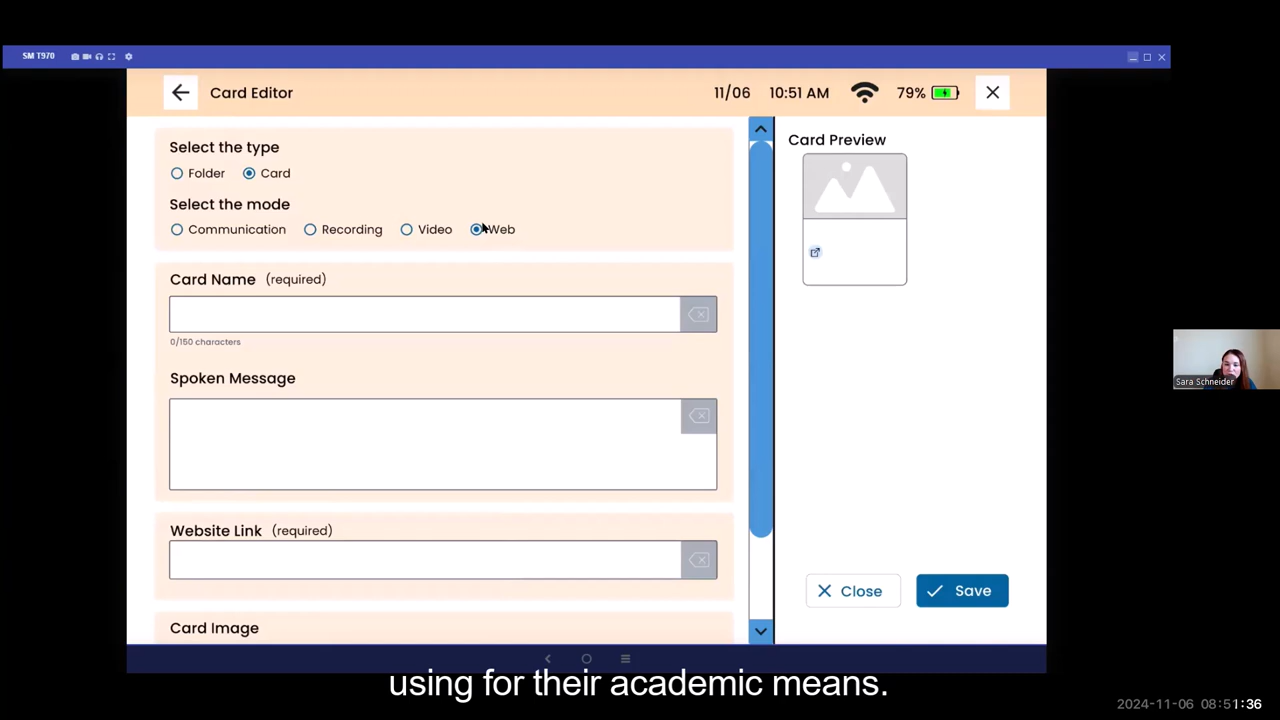 SM T970
Card Editor
11/06 10:51 AM 79%
Select the type
Folder Card
Select the mode
Communication Recording Video Web
Card Name (required)
0/150 characters
Spoken Message
Website Link (required)
Card Image
Card Preview
Close Save
Sara Schneider
using for their academic means.
2024-11-06 08:51:36